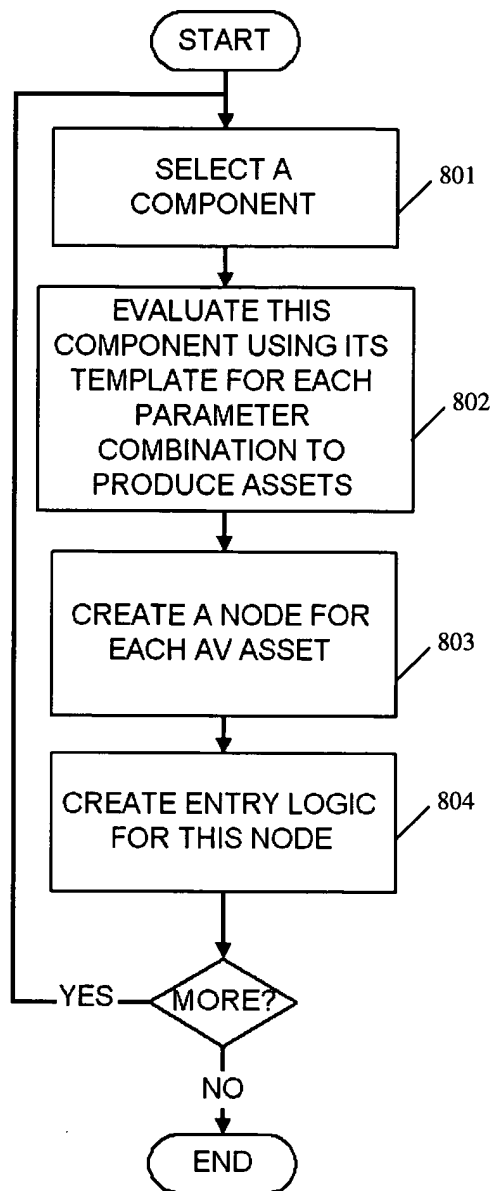 START
SELECT A
COMPONENT
801
EVALUATE THIS
COMPONENT USING ITS
TEMPLATE FOR EACH
PARAMETER
COMBINATION TO
PRODUCE ASSETS
802
CREATE A NODE FOR
EACH AV ASSET
803
CREATE ENTRY LOGIC
FOR THIS NODE
804
YES
MORE?
NO
END